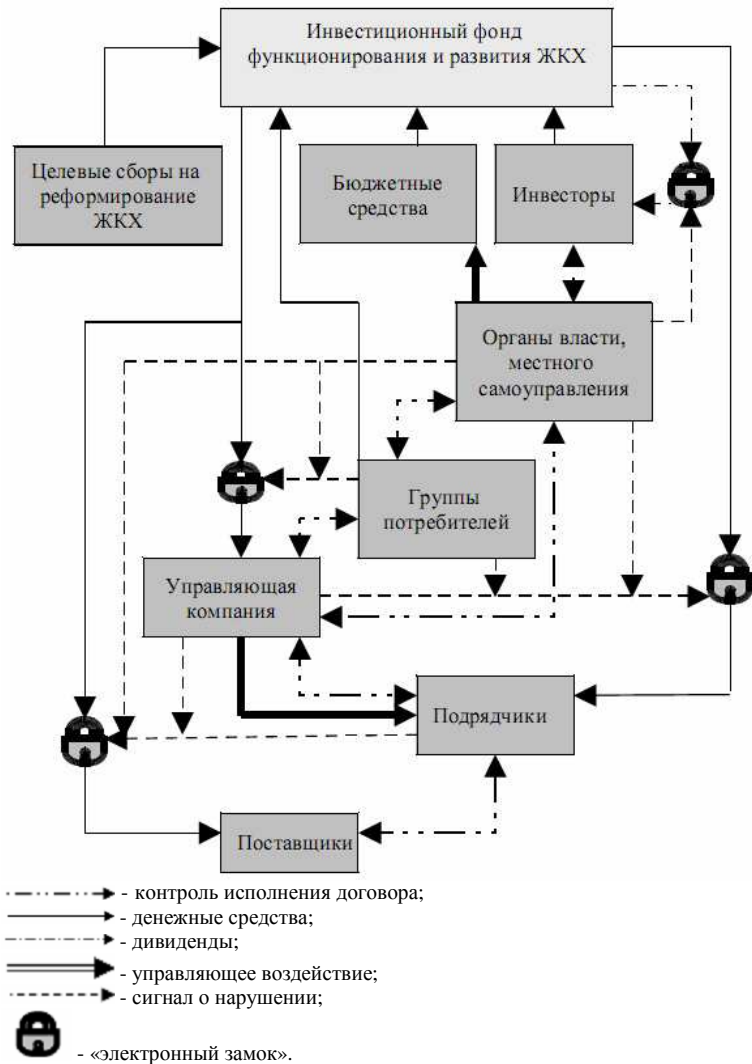 Инвестиционный фонд
функционирования и развития ЖКХ
Целевые сборы на
реформирование
ЖКХ
Бюджетные
средства
Инвесторы
Органы власти,
местного
самоуправления
Группы
потребителей
Управляющая
компания
Подрядчики
Поставщики
- контроль исполнения договора;
- денежные средства;
- дивиденды;
- управляющее воздействие;
- сигнал о нарушении;
- «электронный замок».